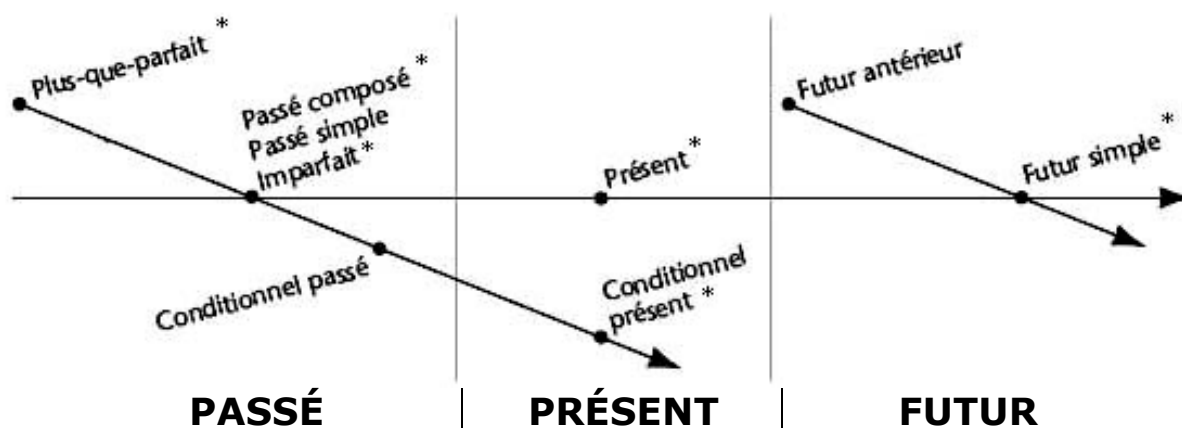 Plus-que-parfait *
Passé composé *
Passé simple
Imparfait *
Conditionnel passé
Présent *
Conditionnel
présent *
Futur antérieur
Futur simple *
PASSÉ
PRÉSENT
FUTUR